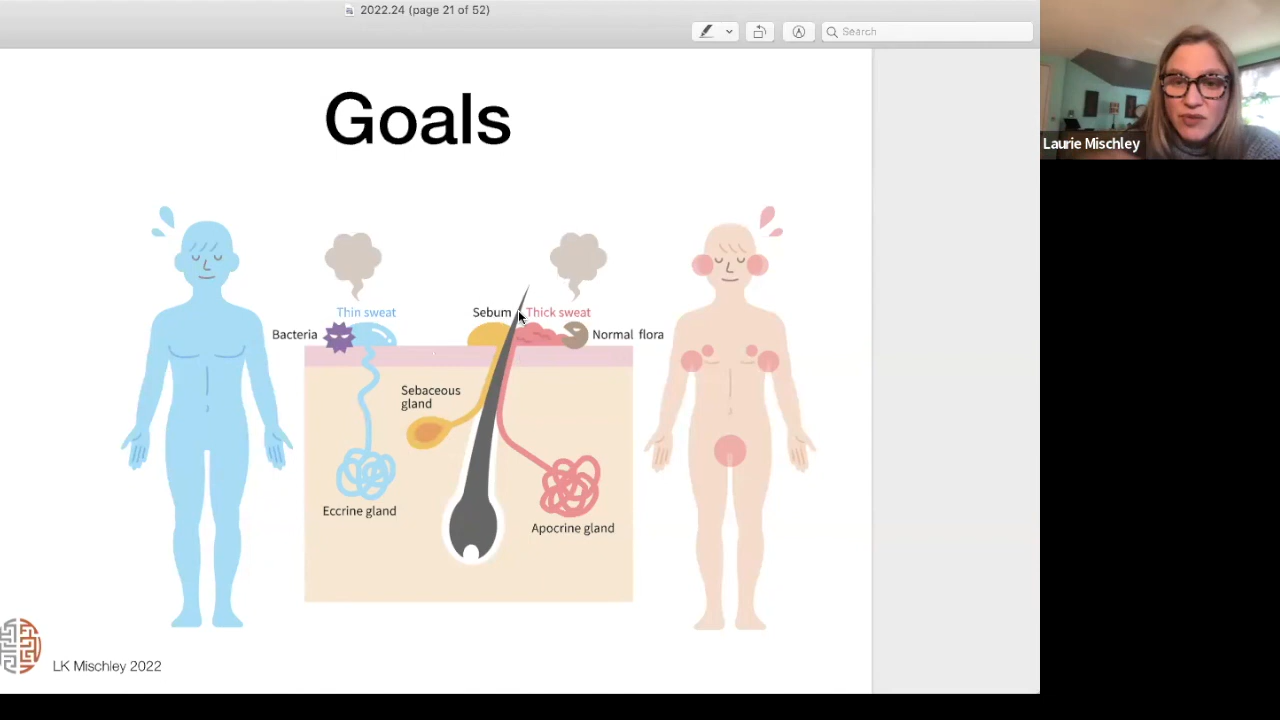 2022.24 (page 21 of 52)
Search
Laurie Mischley
Goals
Thin sweat
Sebum
Thick sweat
Bacteria
Normal flora
Sebaceous
gland
Eccrine gland
Apocrine gland
LK Mischley 2022